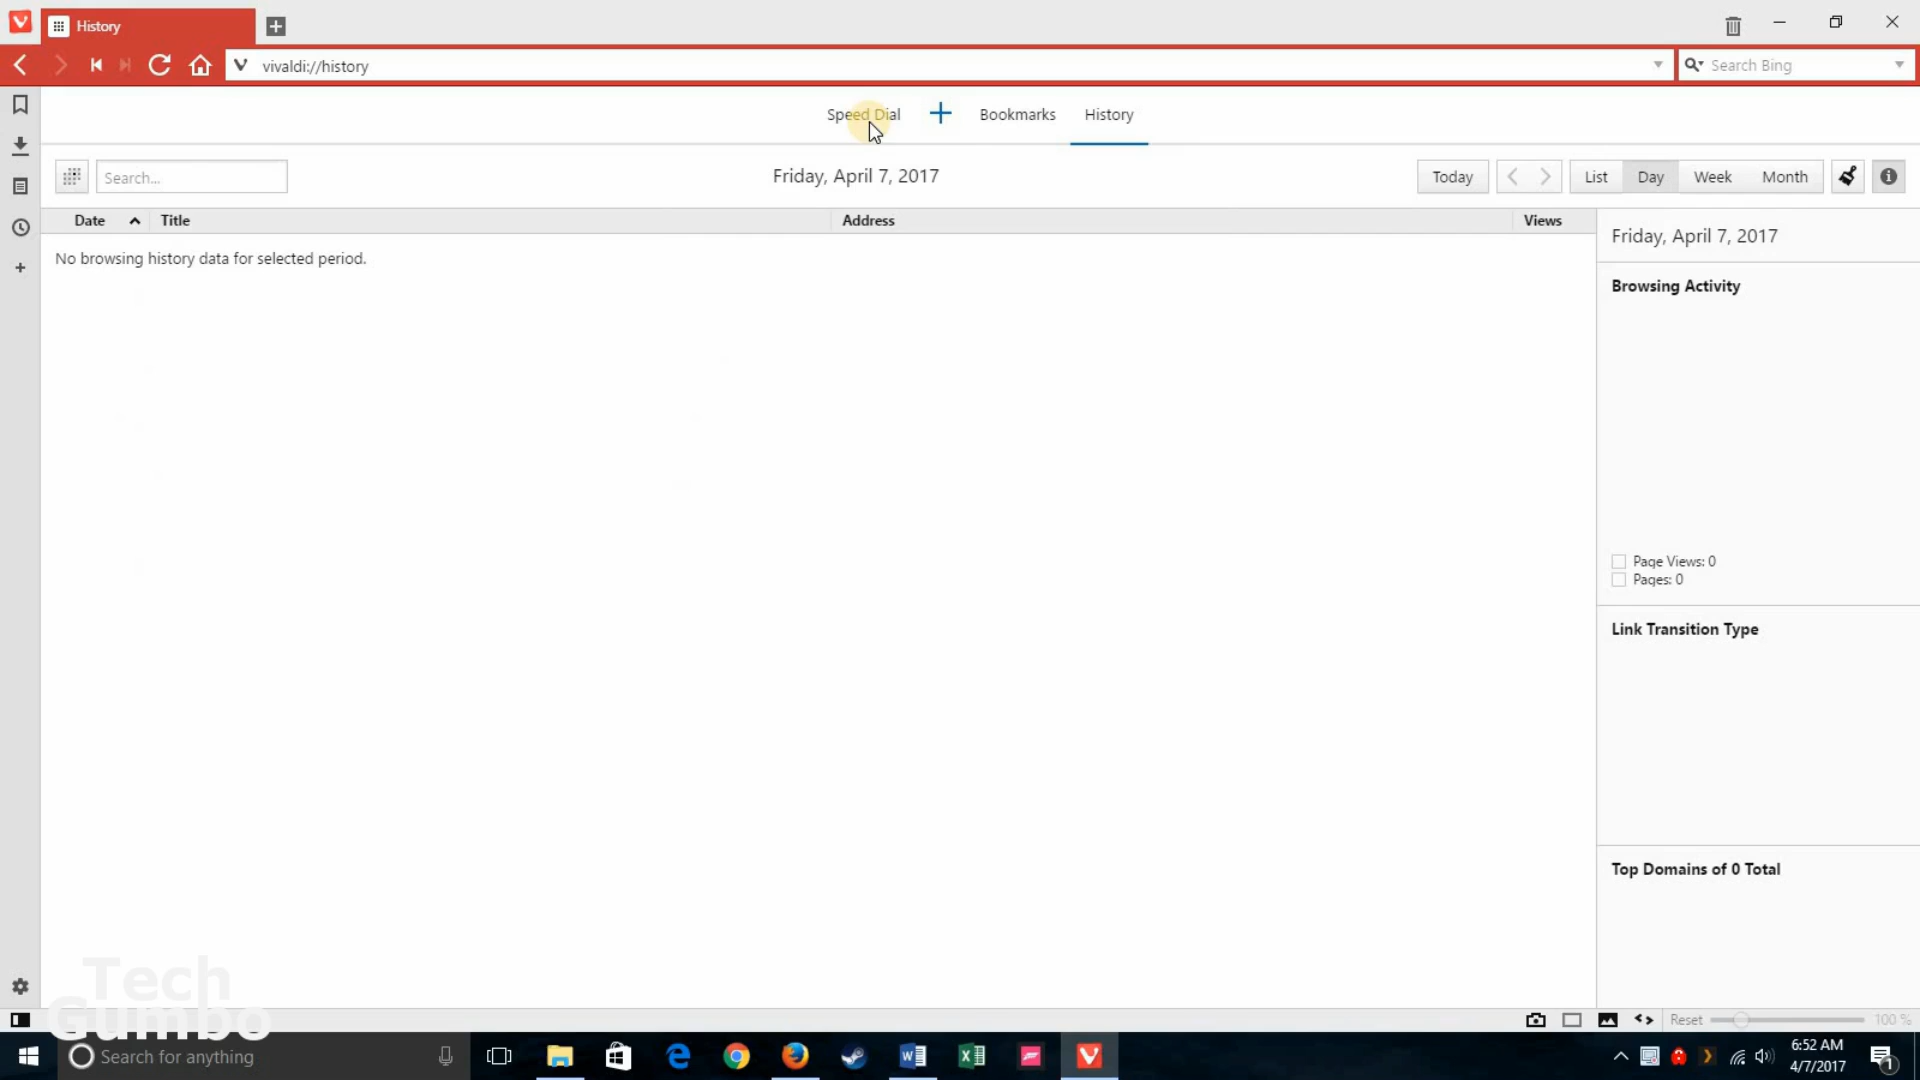 History
vivaldi://history
Search Bing
Speed Dial
Bookmarks
History
Search...
Friday, April 7, 2017
Today
List
Day
Week
Month
Date
Title
Address
Views
No browsing history data for selected period.
Friday, April 7, 2017
Browsing Activity
Page Views: 0
Pages: 0
Link Transition Type
Top Domains of 0 Total
Tech
Gumbo
Reset
100 %
Search for anything
6:52 AM
4/7/2017
1